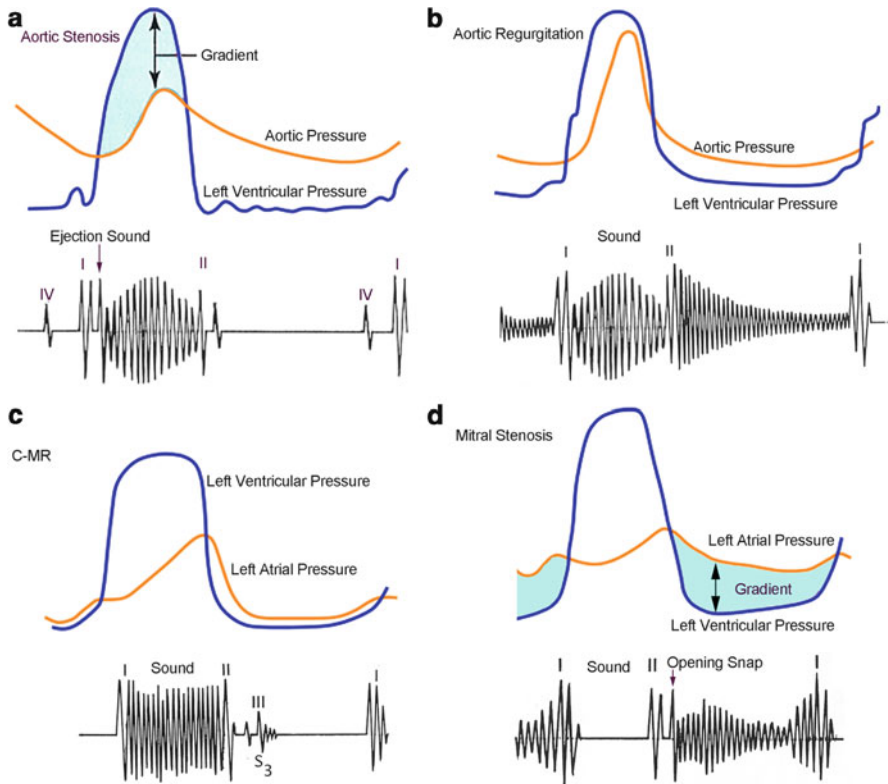 a
Aortic Stenosis
Gradient
Aortic Pressure
Left Ventricular Pressure
Ejection Sound
I
II
I
IV
IV
b
Aortic Regurgitation
Aortic Pressure
Left Ventricular Pressure
I
Sound
II
I
c
C-MR
Left Ventricular Pressure
Left Atrial Pressure
I
Sound
II
III
I
S3
d
Mitral Stenosis
Left Atrial Pressure
Gradient
Left Ventricular Pressure
I
Sound
II
Opening Snap
I